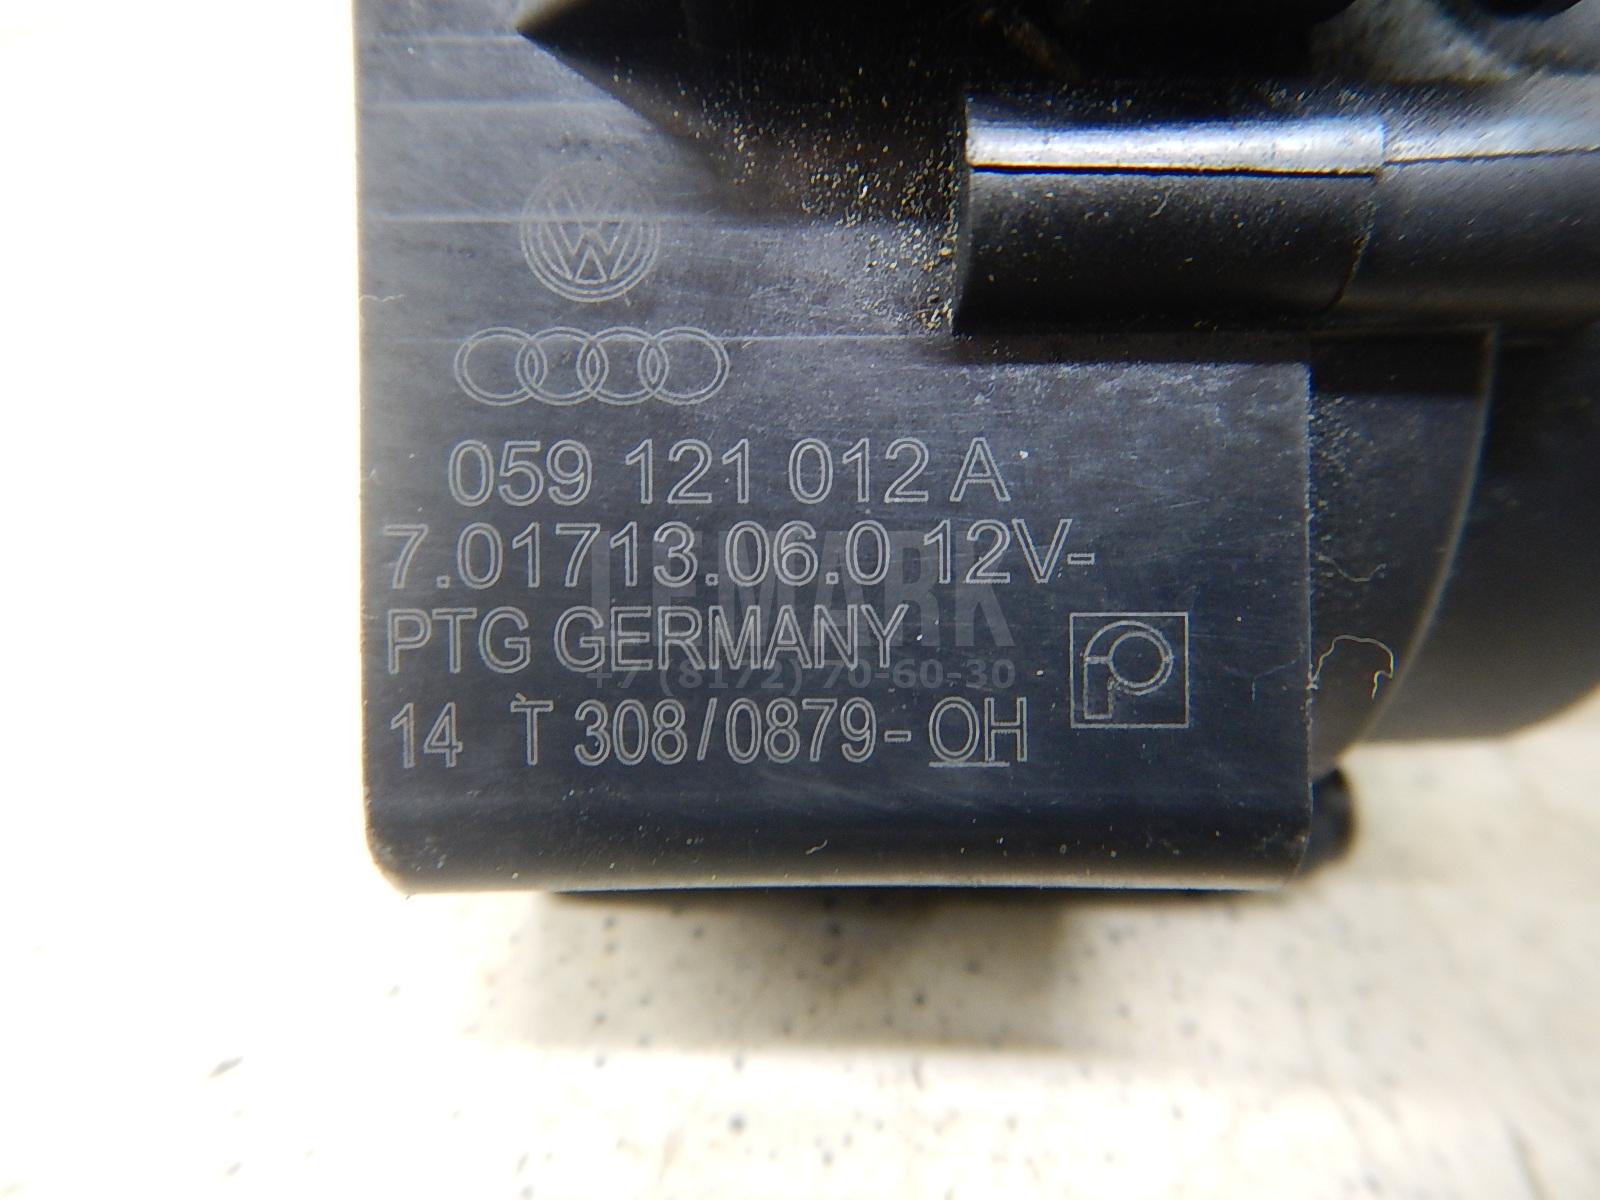 059 121 012 A
7.01713.06.0 12V-
LEMARK
PTG GERMANY
+7 (8172) 70-60-30
14 T 308/0879-OH